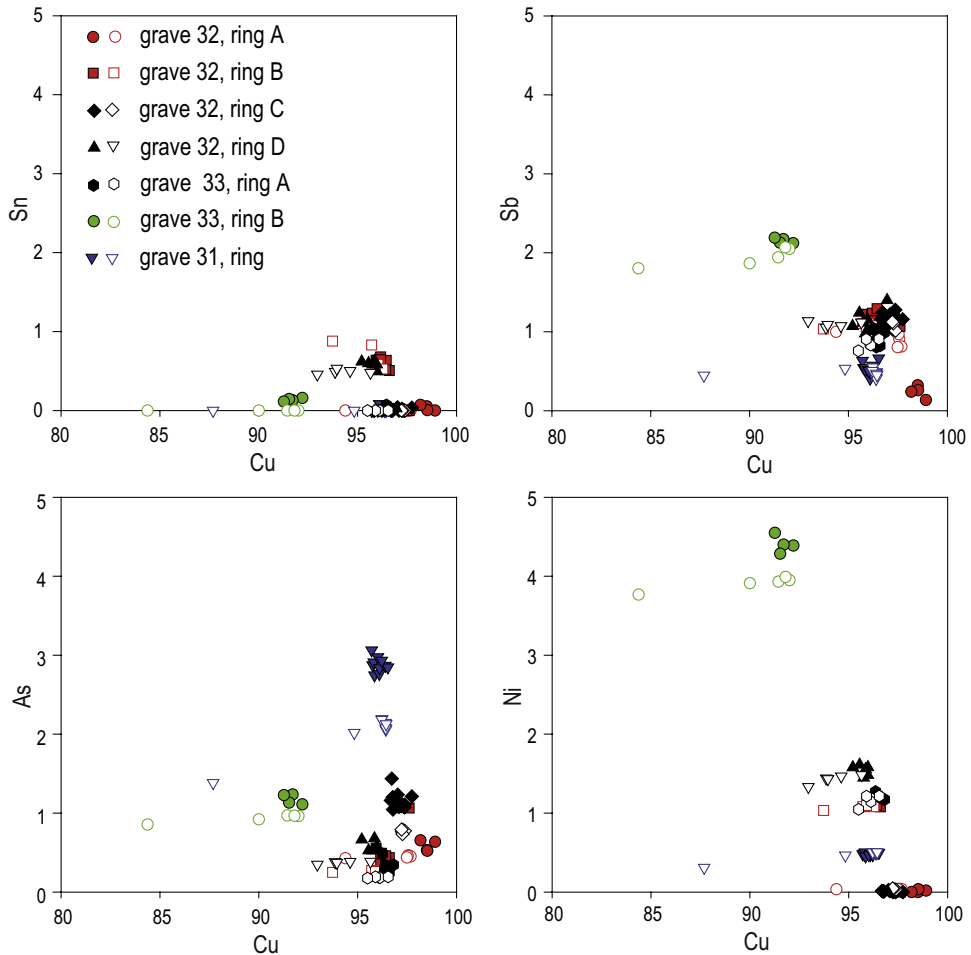 5
4
3
2
1
0
Sn
80 85 90 95 100
Cu
grave 32, ring A
grave 32, ring B
grave 32, ring C
grave 32, ring D
grave 33, ring A
grave 33, ring B
grave 31, ring
5
4
3
2
1
0
Sb
80 85 90 95 100
Cu
5
4
3
2
1
0
As
80 85 90 95 100
Cu
5
4
3
2
1
0
Ni
80 85 90 95 100
Cu